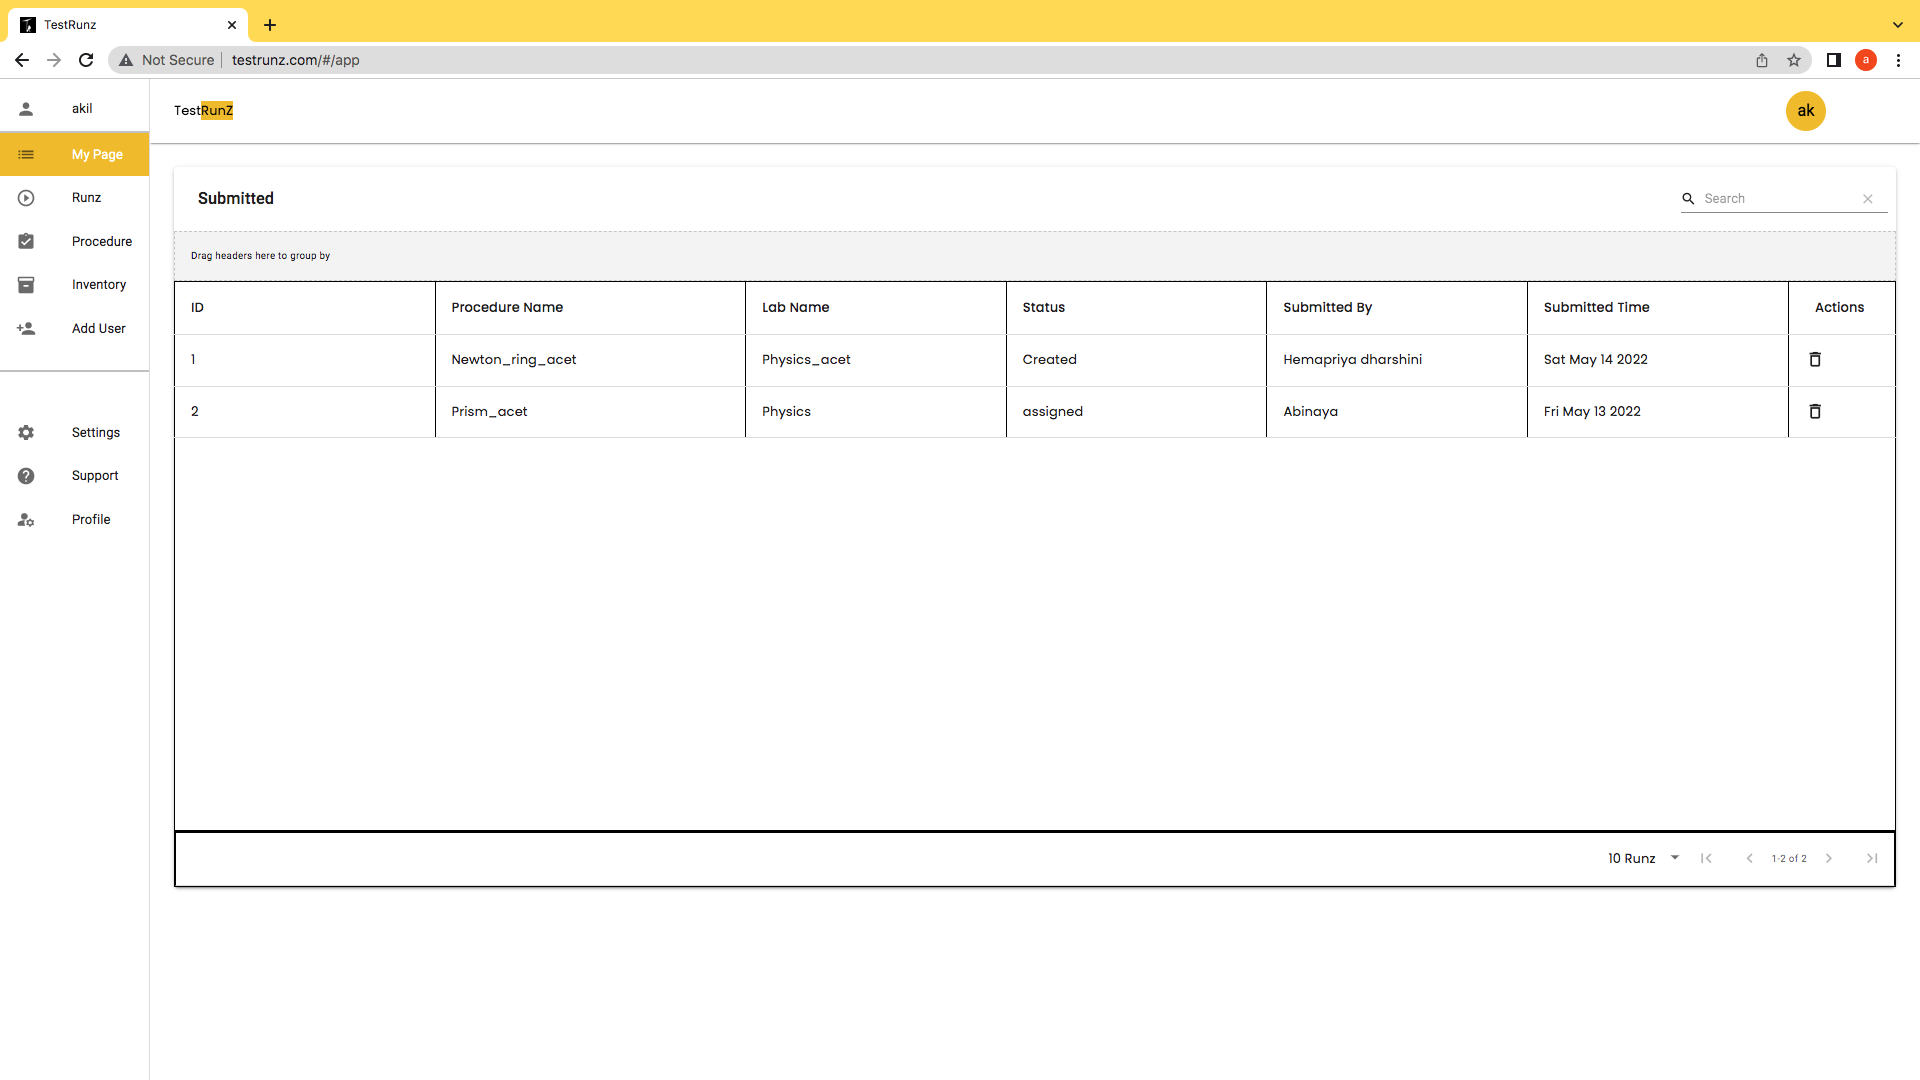 TestRunz
Not Secure testrunz.com/#/app
a
akil
TestRunZ
ak
My Page
Runz
Procedure
Inventory
Add User
Settings
Support
Profile
Submitted
Search
Drag headers here to group by
ID Procedure Name Lab Name Status Submitted By Submitted Time Actions
1 Newton_ring_acet Physics_acet Created Hemapriya dharshini Sat May 14 2022
2 Prism_acet Physics assigned Abinaya Fri May 13 2022
10 Runz 1-2 of 2